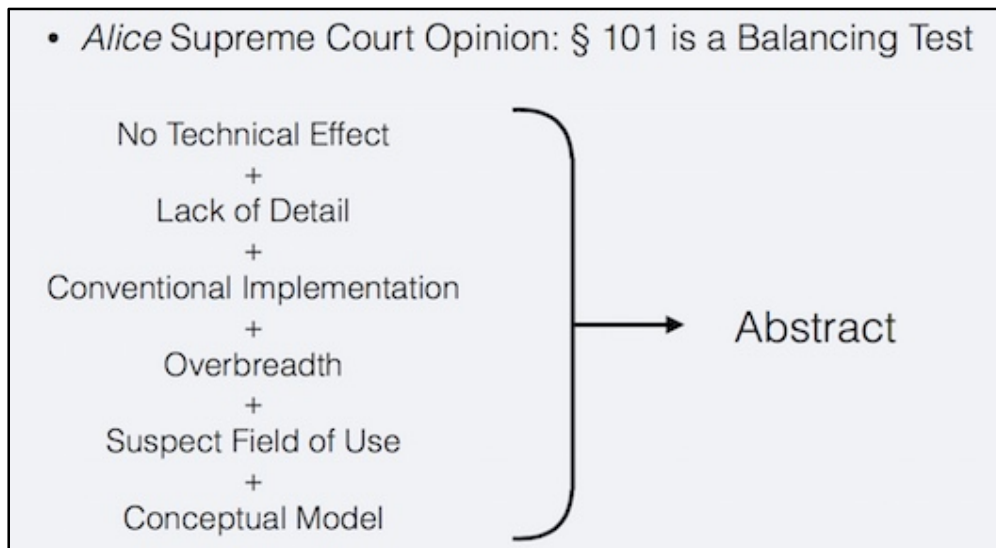 • Alice Supreme Court Opinion: § 101 is a Balancing Test
No Technical Effect
+
Lack of Detail
+
Conventional Implementation
+
Overbreadth
+
Suspect Field of Use
+
Conceptual Model
Abstract